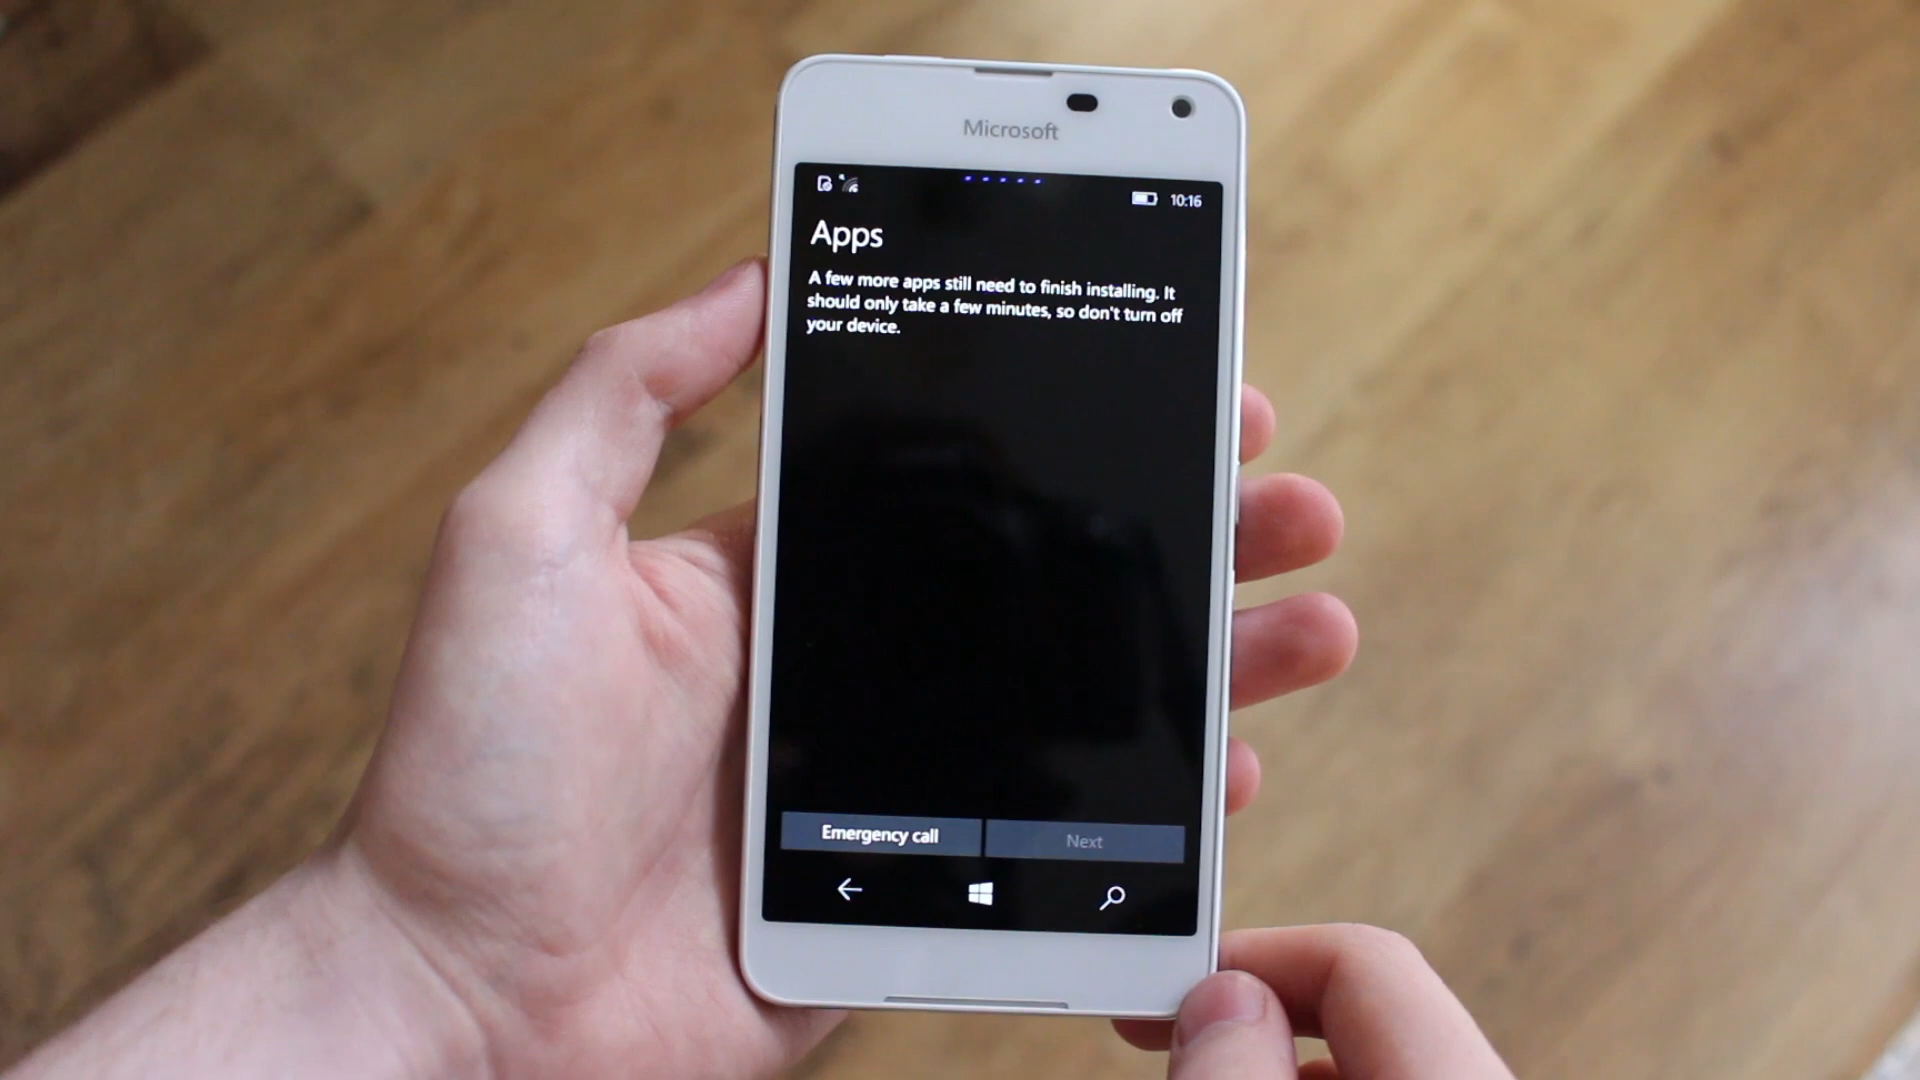 Microsoft
10:16
Apps
A few more apps still need to finish installing. It
should only take a few minutes, so don't turn off
your device.
Emergency call
Next